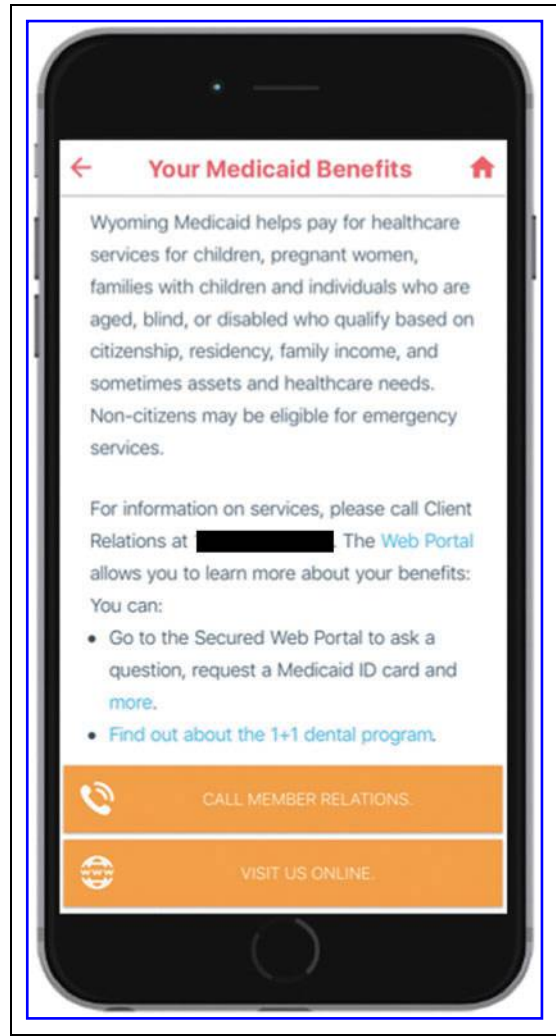 Your Medicaid Benefits
Wyoming Medicaid helps pay for healthcare
services for children, pregnant women,
families with children and individuals who are
aged, blind, or disabled who qualify based on
citizenship, residency, family income, and
sometimes assets and healthcare needs.
Non-citizens may be eligible for emergency
services.
For information on services, please call Client
Relations at . The Web Portal
allows you to learn more about your benefits:
You can:
• Go to the Secured Web Portal to ask a
question, request a Medicaid ID card and
more.
• Find out about the 1+1 dental program.
CALL MEMBER RELATIONS.
www
VISIT US ONLINE.